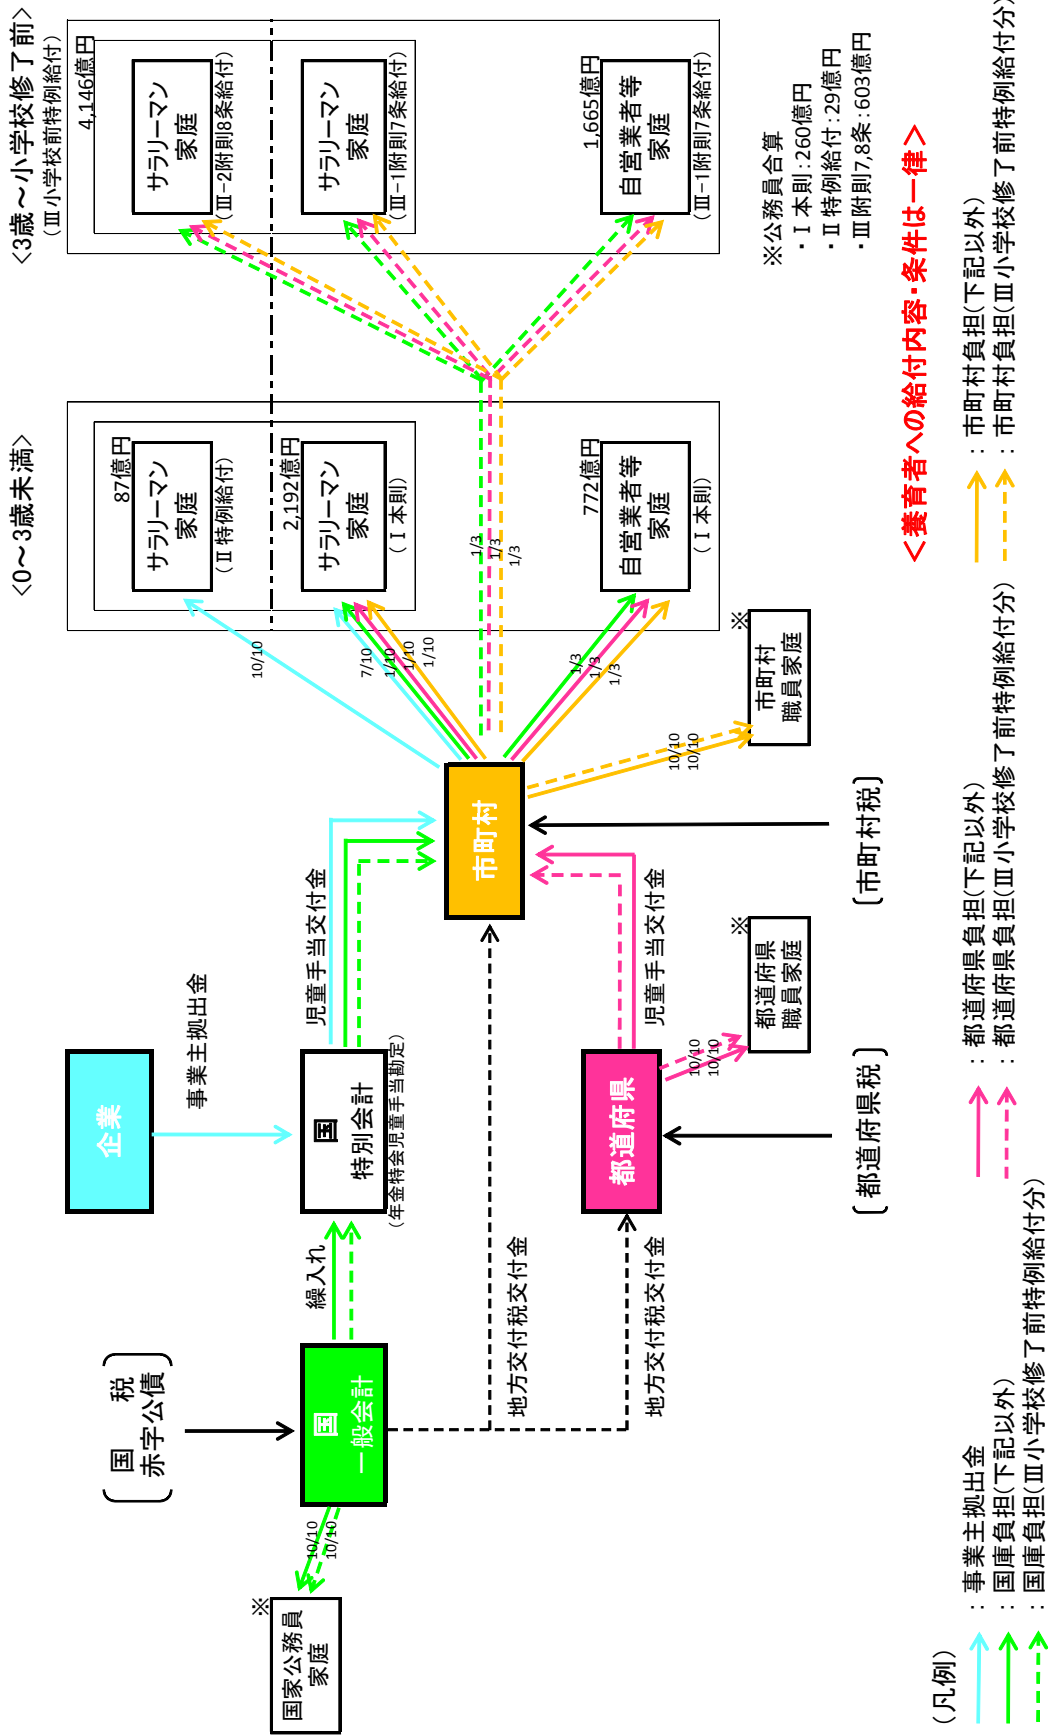 <0～3歳未満>
<3歳～小学校修了前>
(Ⅲ小学校前特例給付)
企業
事業主拠出金
87億円
サラリーマン
家庭
(Ⅱ特例給付)
4,146億円
サラリーマン
家庭
(Ⅲ-2附則8条給付)
10/10
国　税
赤字公債
繰入れ
国
特別会計
(年金特会児童手当勘定)
児童手当交付金
2,192億円
サラリーマン
家庭
(Ⅰ本則)
サラリーマン
家庭
(Ⅲ-1附則7条給付)
7/10
1/10
1/10
1/10
※
国家公務員
家庭
10/10
10/10
国
一般会計
市町村
1/3
1/3
1/3
地方交付税交付金
772億円
自営業者等
家庭
(Ⅰ本則)
1,665億円
自営業者等
家庭
(Ⅲ-1附則7条給付)
1/3
1/3
1/3
都道府県
児童手当交付金
地方交付税交付金
10/10
10/10
※
都道府県
職員家庭
10/10
10/10
※
市町村
職員家庭
※公務員合算
・Ⅰ本則:260億円
・Ⅱ特例給付:29億円
・Ⅲ附則7,8条:603億円
〔都道府県税〕
〔市町村税〕
<養育者への給付内容・条件は一律>
(凡例)
:事業主拠出金
:国庫負担(下記以外)
:国庫負担(Ⅲ小学校修了前特例給付分)
:都道府県負担(下記以外)
:都道府県負担(Ⅲ小学校修了前特例給付分)
:市町村負担(下記以外)
:市町村負担(Ⅲ小学校修了前特例給付分)